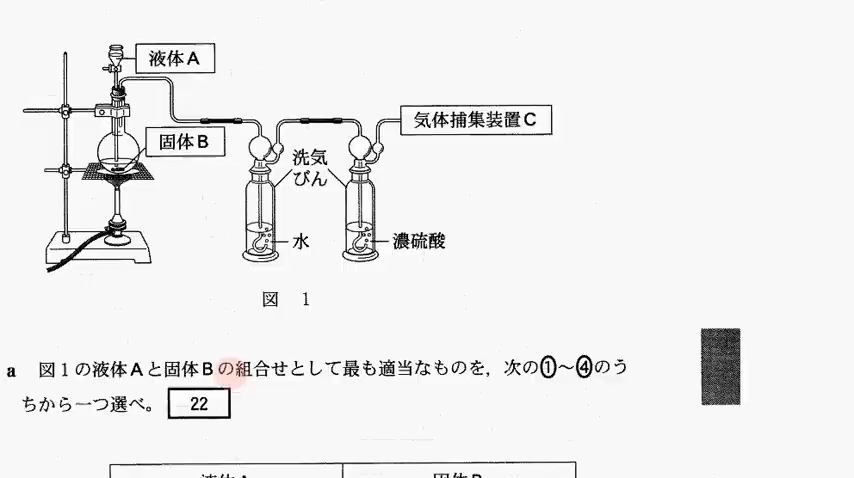 液体A
固体B
気体捕集装置C
洗気
びん
水
濃硫酸
図 1
a 図1の液体Aと固体Bの組合せとして最も適当なものを,次の①~④のう
ちから一つ選べ。 22